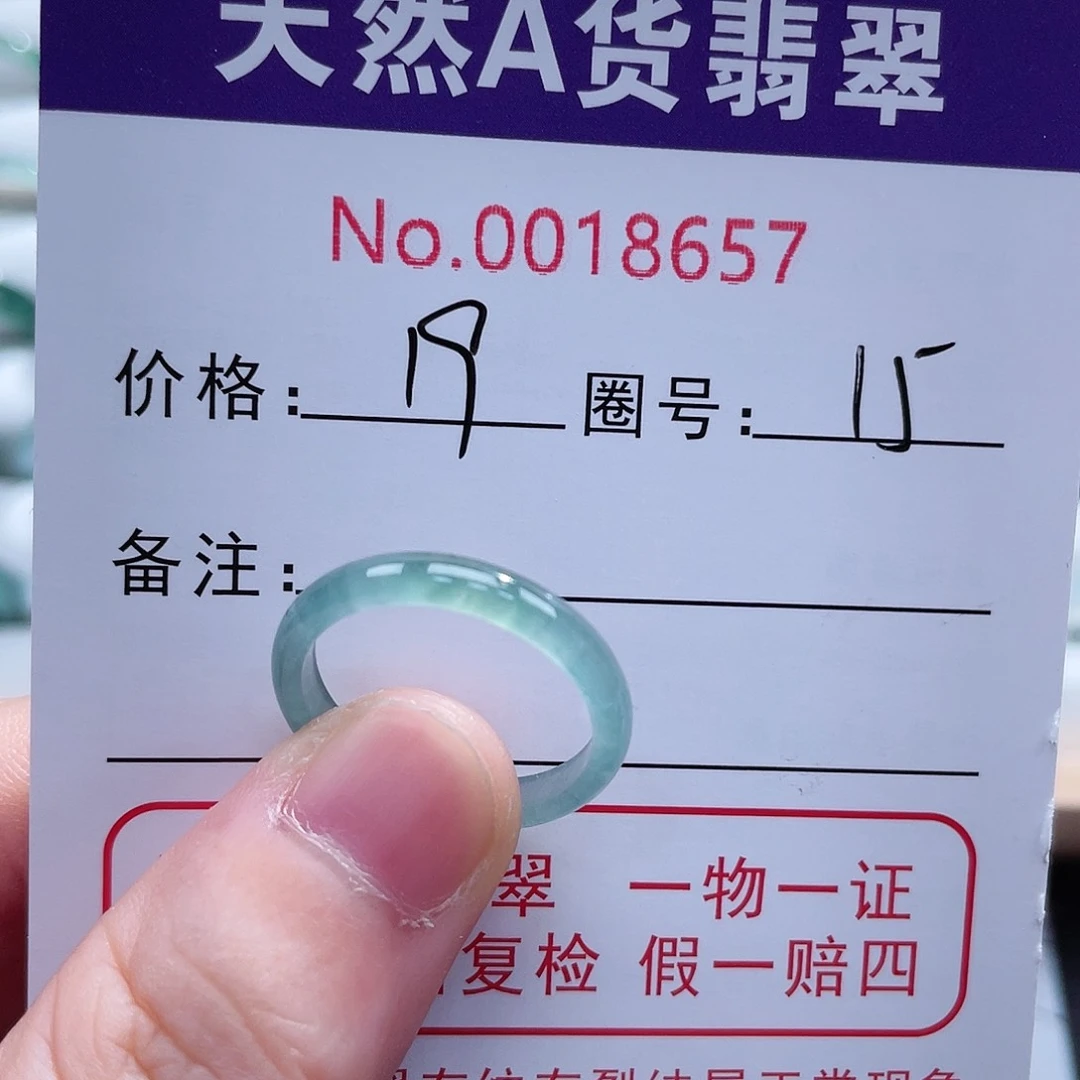 天然A货翡翠
No.0018657
价格: 19 圈号: 15
备注:
翠 一物一证
复检 假一赔四